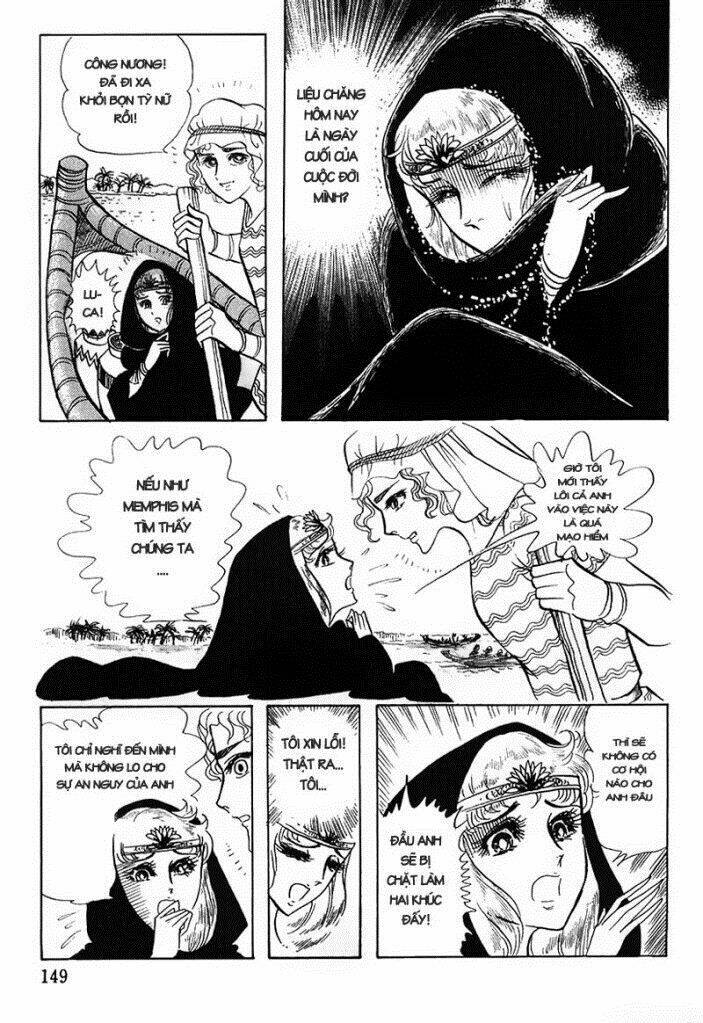 LIỆU CHĂNG
HÔM NAY
LÀ NGÀY
CUỐI CỦA
CUỘC ĐỜI
MÌNH?
CÔNG NƯƠNG!
ĐÃ ĐI XA
KHỎI BỌN TỲ NỮ
RỒI!
LU-
CA!
GIỜ TÔI
MỚI THẤY
LÔI CẢ ANH
VÀO VIỆC NÀY
LÀ QUÁ
MẠO HIỂM
NẾU NHƯ
MEMPHIS MÀ
TÌM THẤY
CHÚNG TA
....
THÌ SẼ
KHÔNG CÓ
CƠ HỘI
NÀO CHO
ANH ĐÂU
ĐẦU ANH
SẼ BỊ
CHẶT LÀM
HAI KHÚC
ĐẤY!
TÔI XIN LỖI!
THẬT RA...
TÔI...
TÔI CHỈ NGHĨ ĐẾN MÌNH
MÀ KHÔNG LO CHO
SỰ AN NGUY CỦA ANH
149